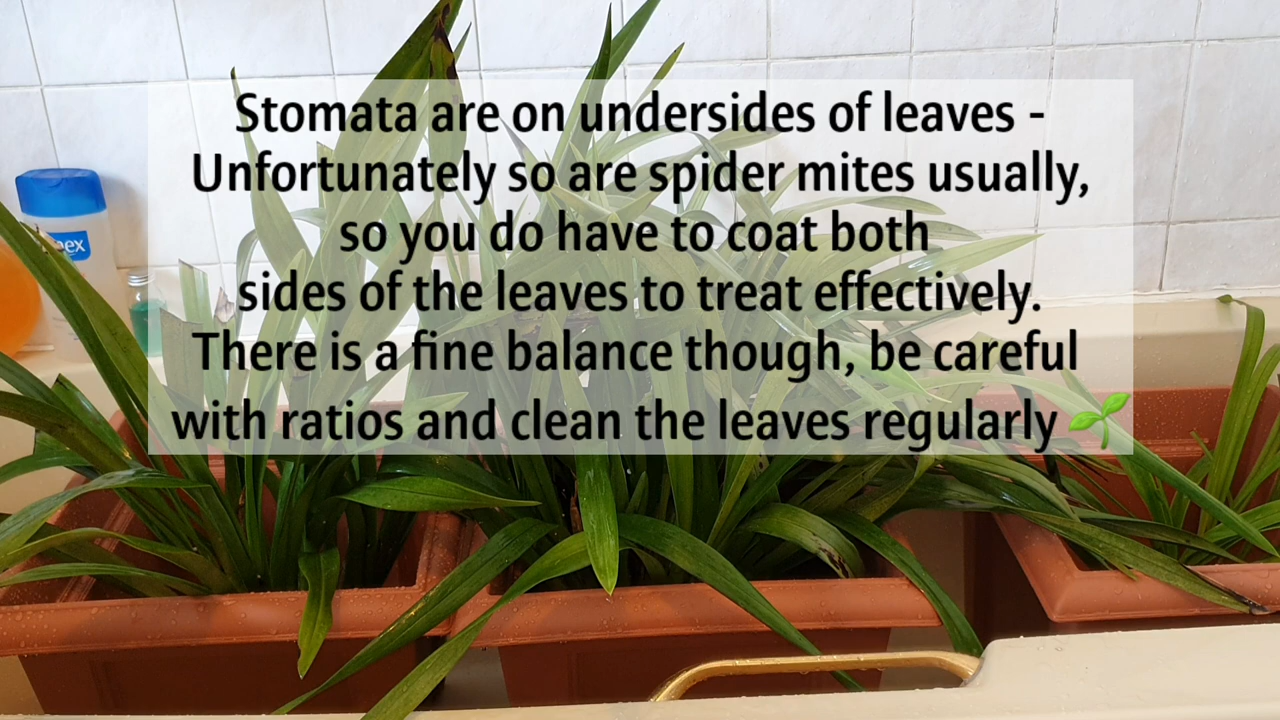 Stomata are on undersides of leaves -
Unfortunately so are spider mites usually,
so you do have to coat both
sides of the leaves to treat effectively.
There is a fine balance though, be careful
with ratios and clean the leaves regularly🌱